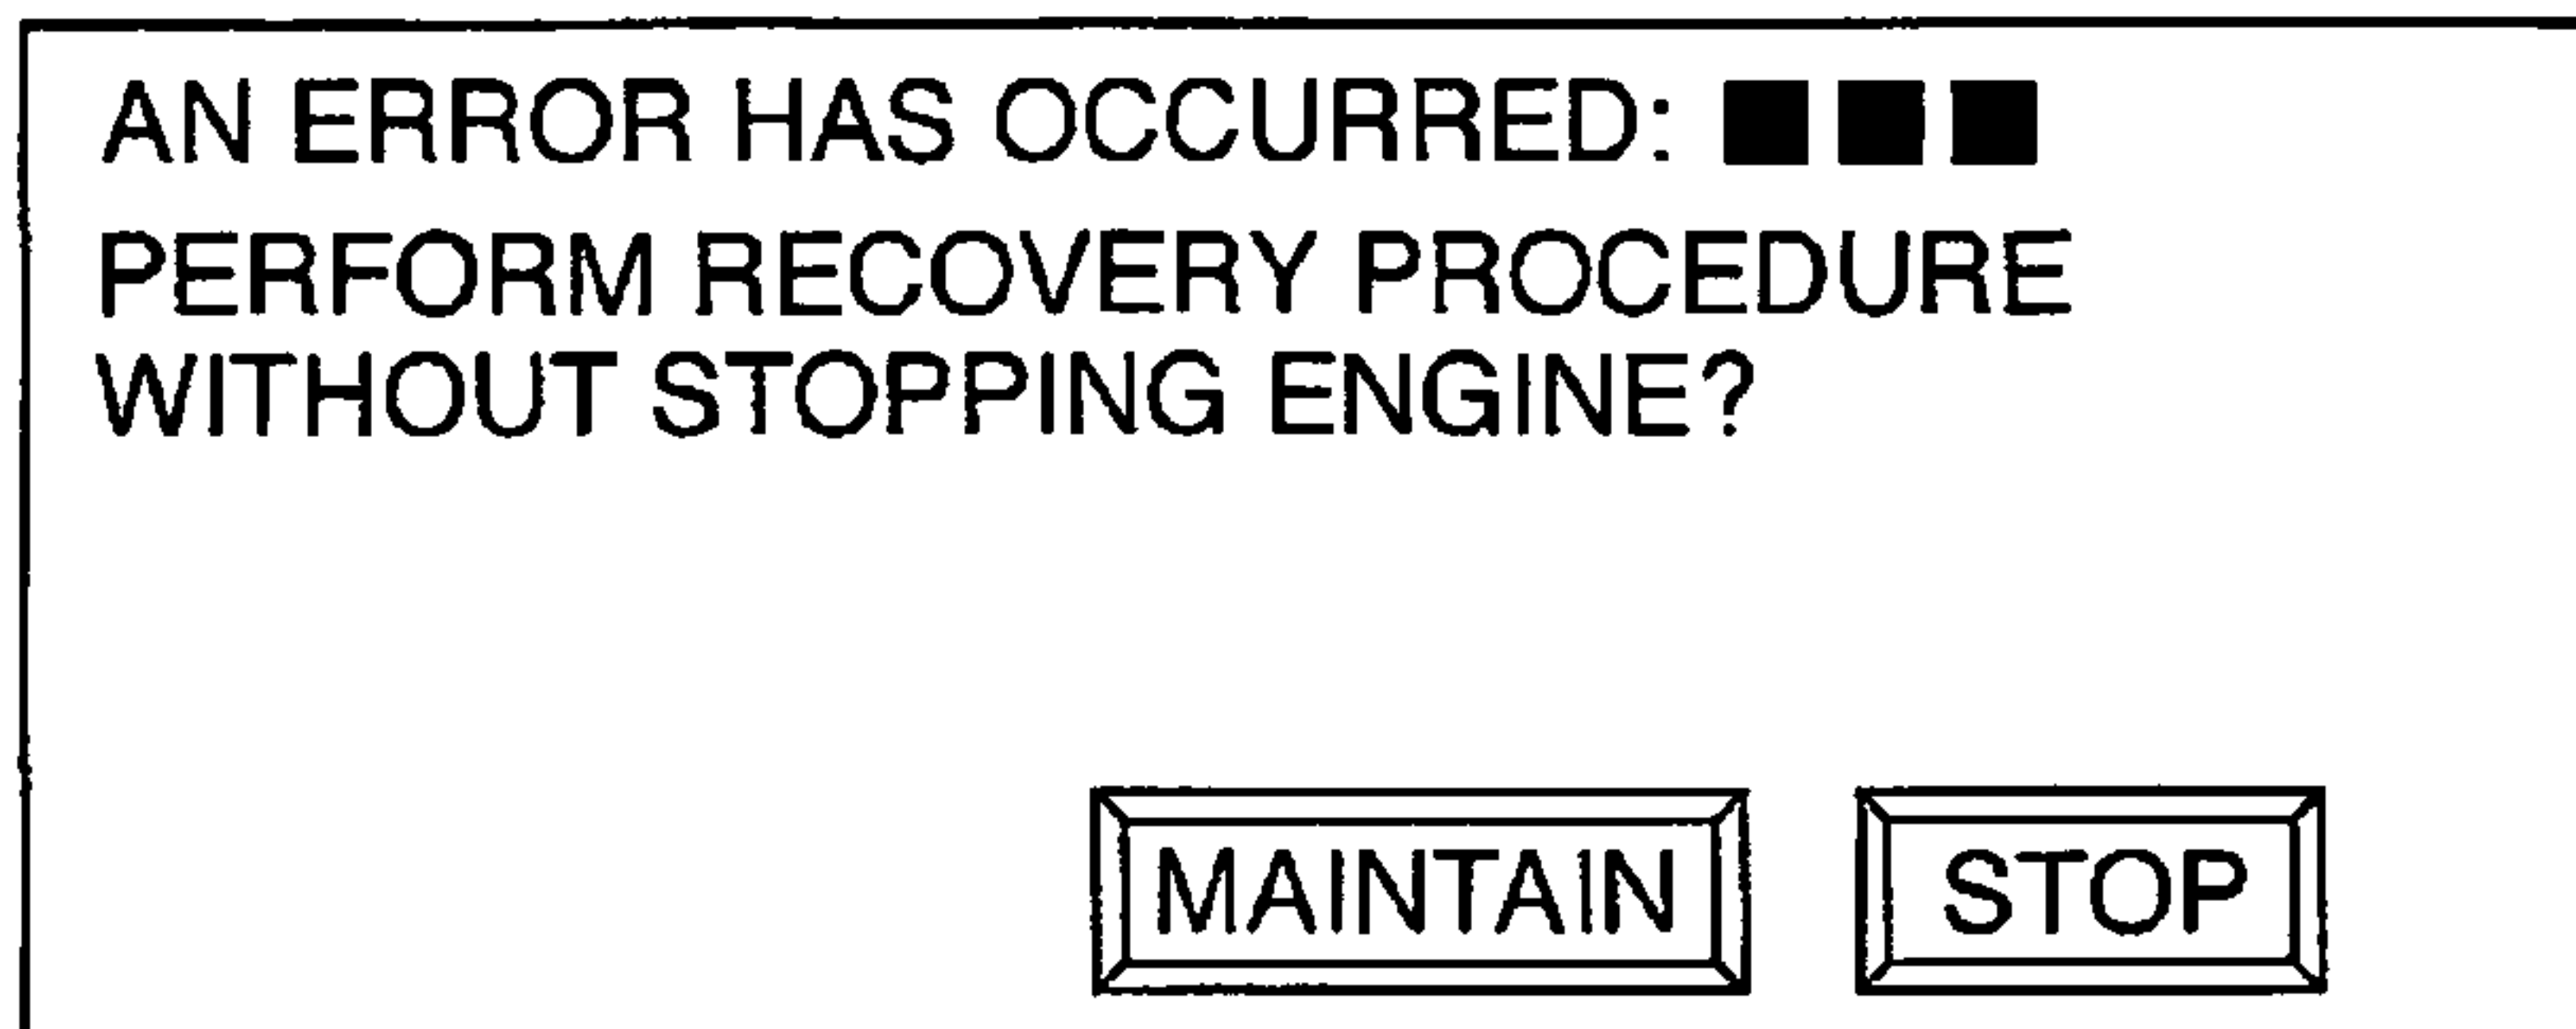 AN ERROR HAS OCCURRED: ■ ■ ■
PERFORM RECOVERY PROCEDURE
WITHOUT STOPPING ENGINE?
MAINTAIN STOP